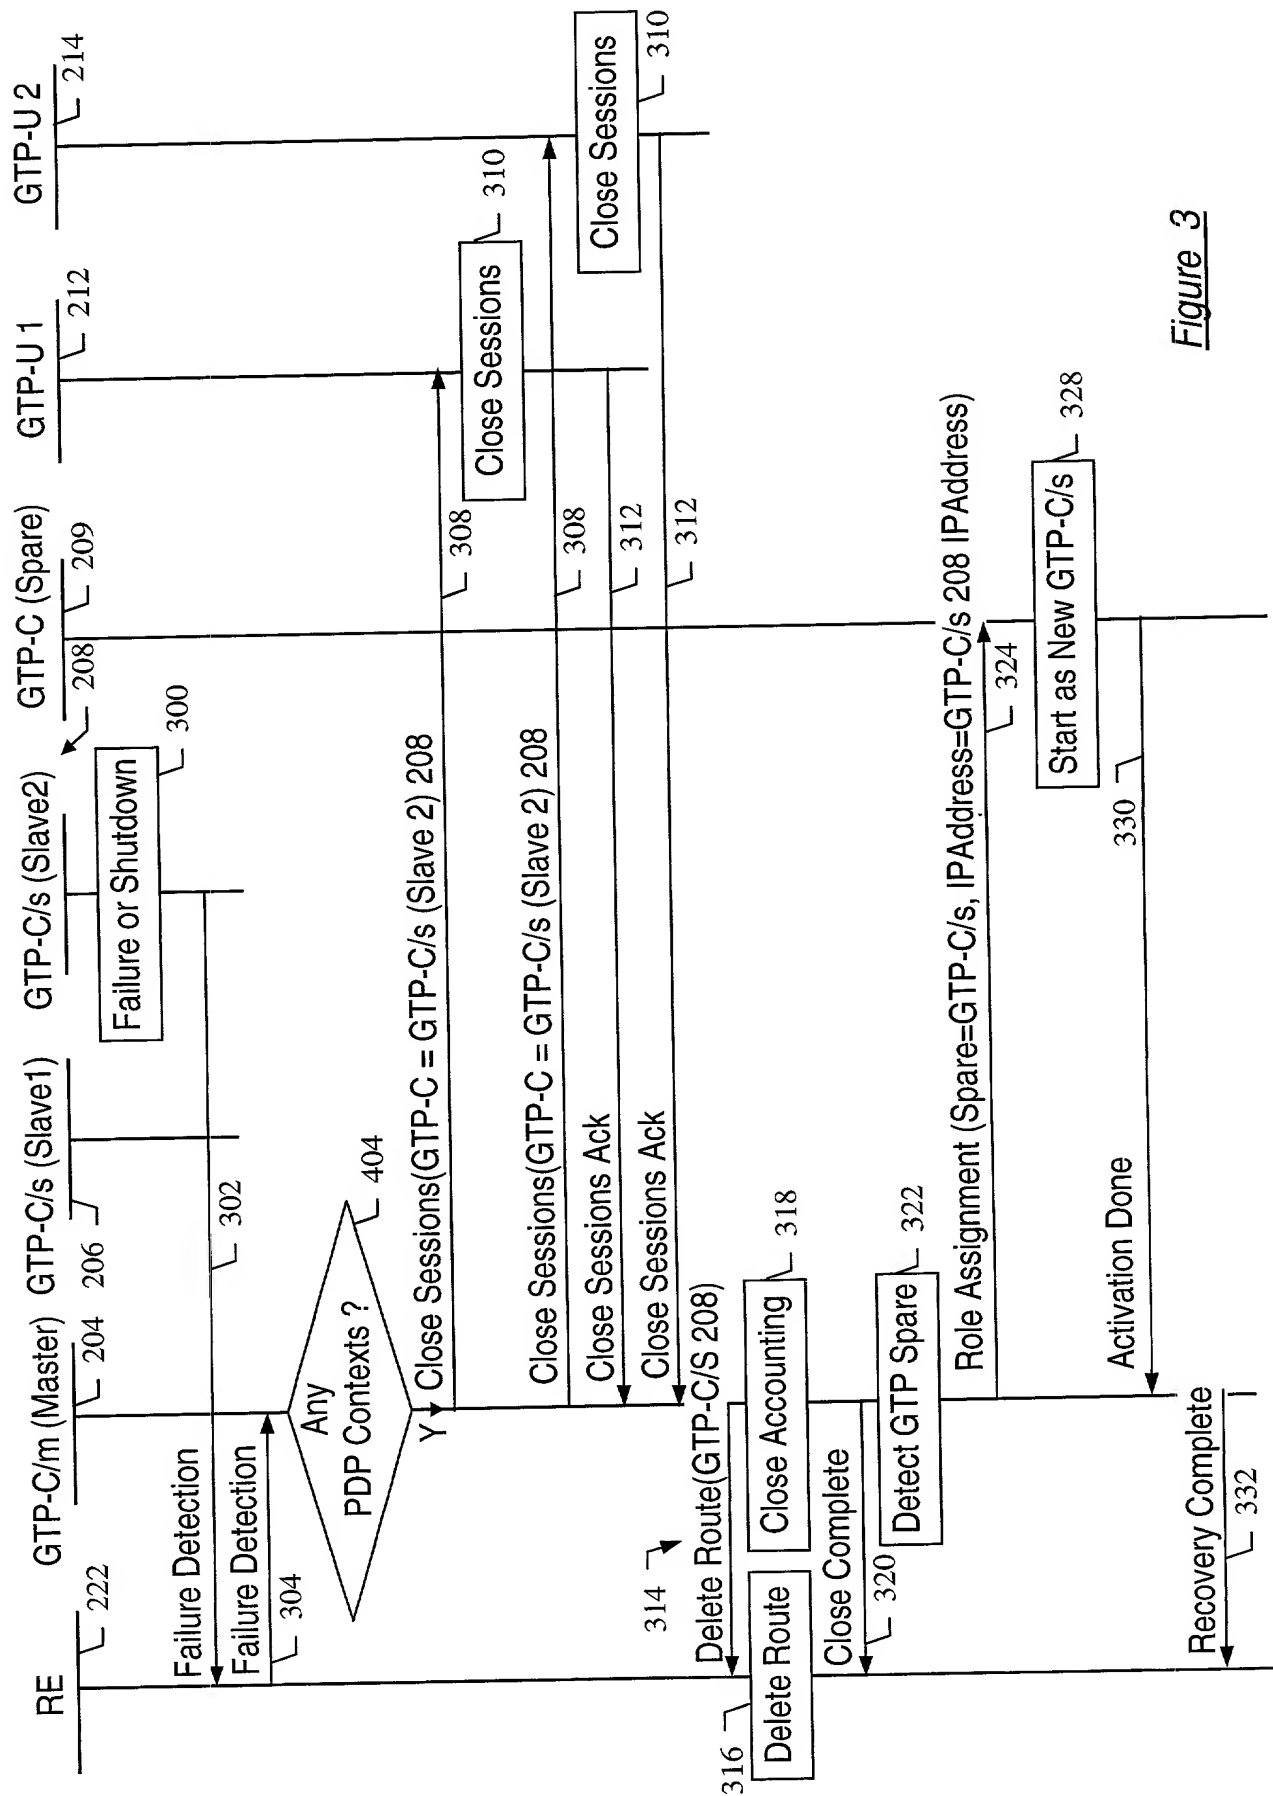 RE
222
GTP-C/m (Master)
204
GTP-C/s (Slave1)
206
GTP-C/s (Slave2)
208
GTP-C (Spare)
209
GTP-U 1
212
GTP-U 2
214
Failure or Shutdown
300
Failure Detection
302
Failure Detection
304
Any
PDP Contexts ?
404
Y
Close Sessions(GTP-C = GTP-C/s (Slave 2) 208
308
Close Sessions
310
Close Sessions(GTP-C = GTP-C/s (Slave 2) 208
308
Close Sessions
310
Close Sessions Ack
312
Close Sessions Ack
312
314
Delete Route(GTP-C/S 208)
316
Delete Route
Close Accounting
318
Close Complete
320
Detect GTP Spare
322
Role Assignment (Spare=GTP-C/s, IPAddress=GTP-C/s 208 IPAddress)
324
Start as New GTP-C/s
328
Activation Done
330
Recovery Complete
332
Figure 3